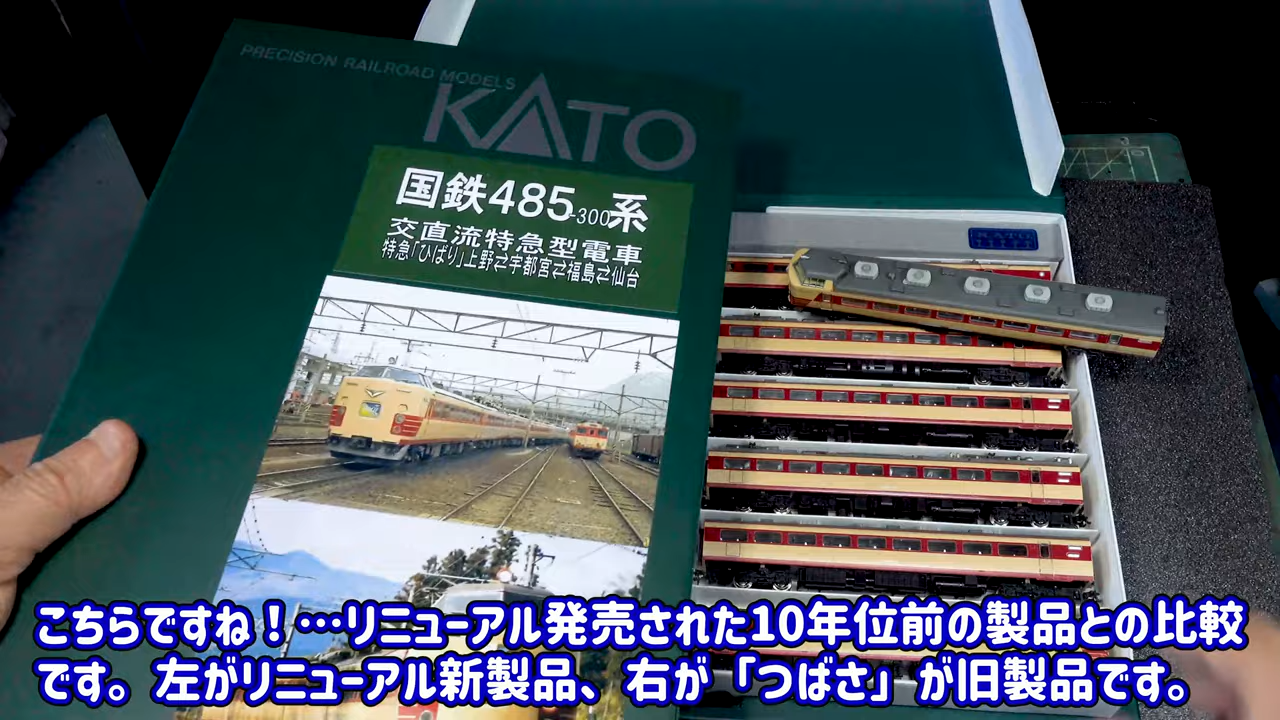 PRECISION RAILROAD MODELS
KATO
国鉄485-300系
交直流特急型電車
特急「ひばり」上野⇄宇都宮⇄福島⇄仙台
KATO
こちらですね！…リニューアル発売された10年位前の製品との比較
です。左がリニューアル新製品、右が「つばさ」が旧製品です。